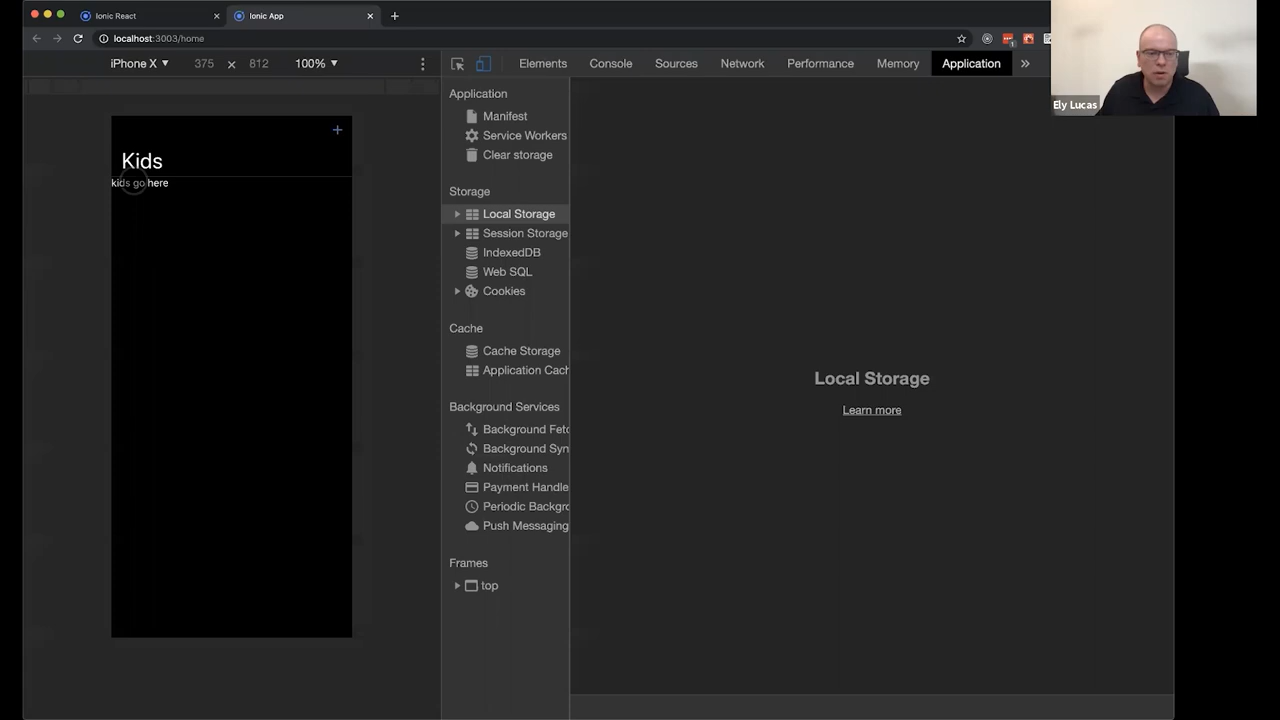 Ionic React
Ionic App
localhost:3003/home
1
iPhone X ▼ 375 × 812 100% ▼
Elements Console Sources Network Performance Memory Application »
Ely Lucas
Kids
kids go here
Application
Manifest
Service Workers
Clear storage
Storage
Local Storage
Session Storage
IndexedDB
Web SQL
Cookies
Cache
Cache Storage
Application Cach
Background Services
Background Fetc
Background Syn
Notifications
Payment Handle
Periodic Backgro
Push Messaging
Frames
top
Local Storage
Learn more